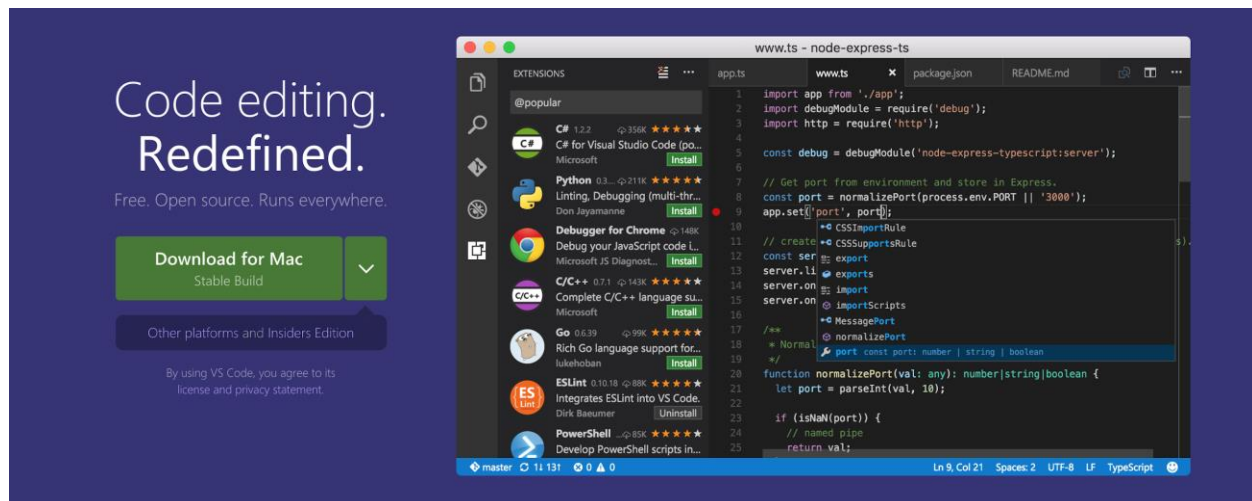 Code editing.
Redefined.
Free. Open source. Runs everywhere.
Download for Mac
Stable Build
Other platforms and Insiders Edition
By using VS Code, you agree to its
license and privacy statement.
www.ts - node-express-ts
EXTENSIONS
@popular
C# 1.2.2 356K
C#
C# for Visual Studio Code (po...
Microsoft Install
Python 0.3... 211K
Linting, Debugging (multi-thr...
Don Jayamanne Install
Debugger for Chrome 148K
Debug your JavaScript code i...
Microsoft JS Diagnost... Install
C/C++ 0.7.1 143K
C/C++
Complete C/C++ language su...
Microsoft Install
Go 0.6.39 99K
Rich Go language support for...
lukehoban Install
ESLint 0.10.18 88K
ES
Lint
Integrates ESLint into VS Code.
Dirk Baeumer Uninstall
PowerShell ... 85K
Develop PowerShell scripts in...
app.ts www.ts package.json README.md
1 import app from './app';
2 import debugModule = require('debug');
3 import http = require('http');
4
5 const debug = debugModule('node-express-typescript:server');
6
7 // Get port from environment and store in Express.
8 const port = normalizePort(process.env.PORT || '3000');
9 app.set('port', port);
10
11 // create s).
12 const ser
13 server.li
14 server.on
15 server.on
16
17 /**
18 * Normal
19 */
20 function normalizePort(val: any): number|string|boolean {
21 let port = parseInt(val, 10);
22
23 if (isNaN(port)) {
24 // named pipe
25 return val;
CSSImportRule
CSSSupportsRule
export
exports
import
importScripts
MessagePort
normalizePort
port const port: number | string | boolean
master 1↓ 13↑ 0 0 Ln 9, Col 21 Spaces: 2 UTF-8 LF TypeScript